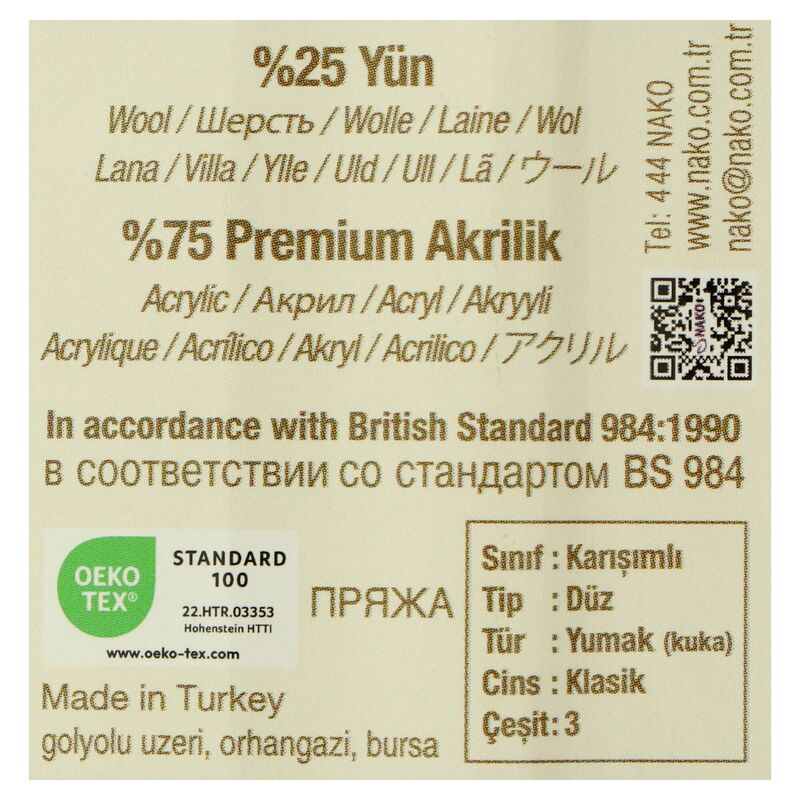 %25 Yün
Wool / Шерсть / Wolle / Laine / Wol
Lana / Villa / Ylle / Uld / Ull / Lã / ウール
%75 Premium Akrilik
Acrylic / Акрил / Acryl / Akryyli
Acrylique / Acrílico / Akryl / Acrilico / アクリル
Tel: 444 NAKO
www.nako.com.tr
nako@nako.com.tr
NAKO
In accordance with British Standard 984:1990
в соответствии со стандартом BS 984
OEKO
TEX®
STANDARD
100
22.HTR.03353
Hohenstein HTTI
www.oeko-tex.com
ПРЯЖА
Made in Turkey
golyolu uzeri, orhangazi, bursa
Sınıf : Karışımlı
Tip : Düz
Tür : Yumak (kuka)
Cins : Klasik
Çeşit : 3